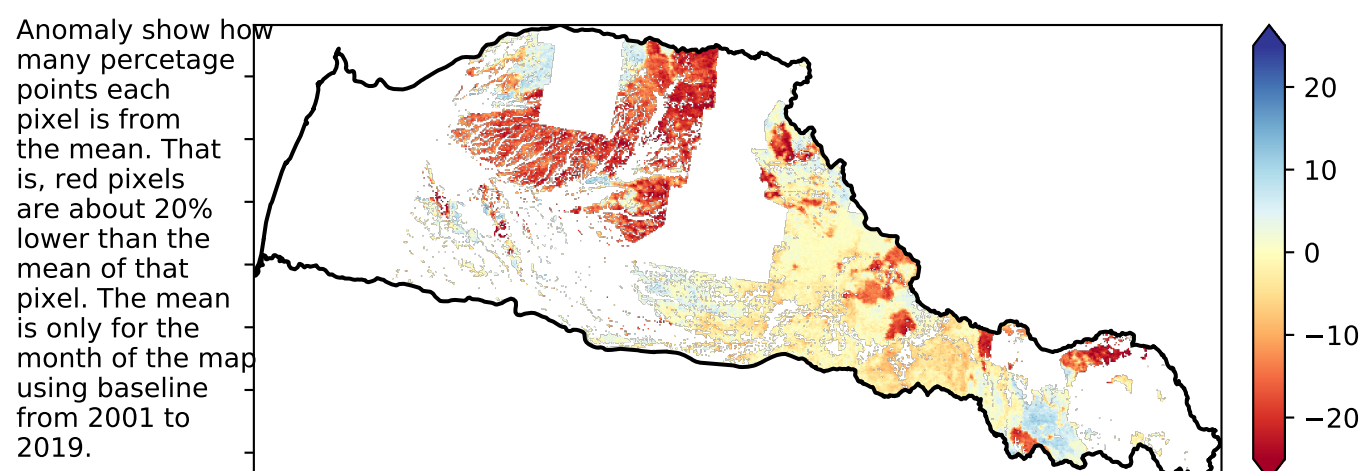 Anomaly show how
many percetage
points each
pixel is from
the mean. That
is, red pixels
are about 20%
lower than the
mean of that
pixel. The mean
is only for the
month of the map
using baseline
from 2001 to
2019.
20
10
0
−10
−20